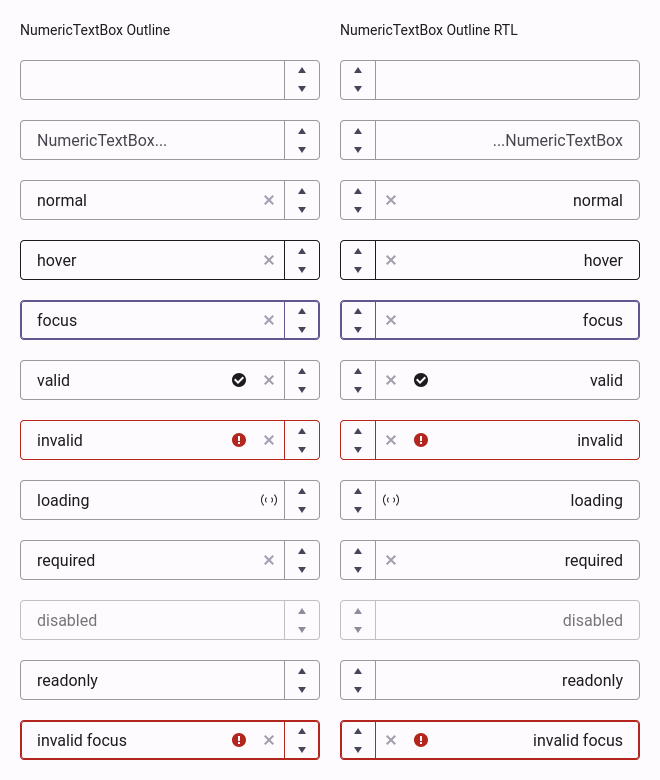 NumericTextBox Outline
NumericTextBox Outline RTL
NumericTextBox...
...NumericTextBox
normal
normal
hover
hover
focus
focus
valid
valid
invalid
invalid
loading
loading
required
required
disabled
disabled
readonly
readonly
invalid focus
invalid focus